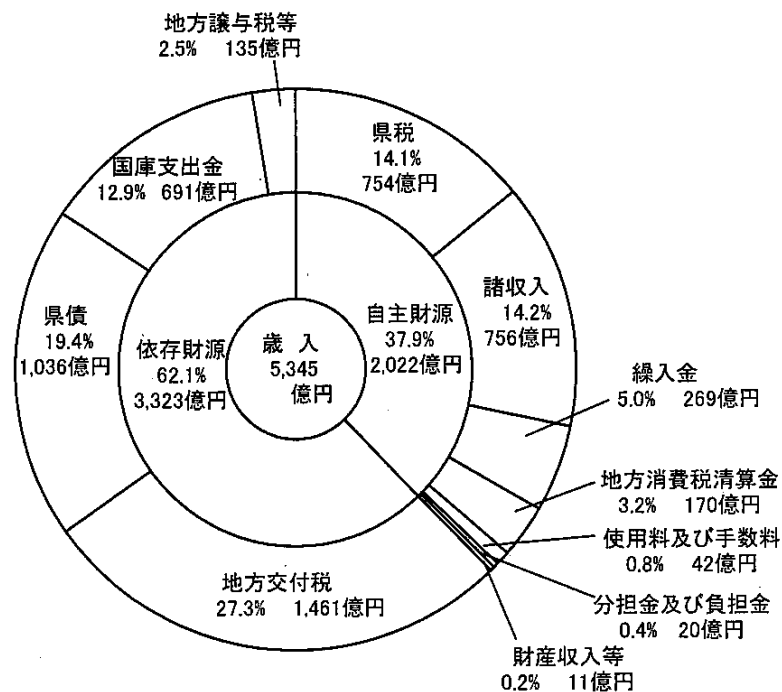 地方譲与税等
2.5% 135億円
県税
14.1%
754億円
国庫支出金
12.9% 691億円
諸収入
14.2%
756億円
県債
19.4%
1,036億円
依存財源
62.1%
3,323億円
歳 入
5,345
億円
自主財源
37.9%
2,022億円
繰入金
5.0% 269億円
地方消費税清算金
3.2% 170億円
使用料及び手数料
0.8% 42億円
分担金及び負担金
0.4% 20億円
財産収入等
0.2% 11億円
地方交付税
27.3% 1,461億円